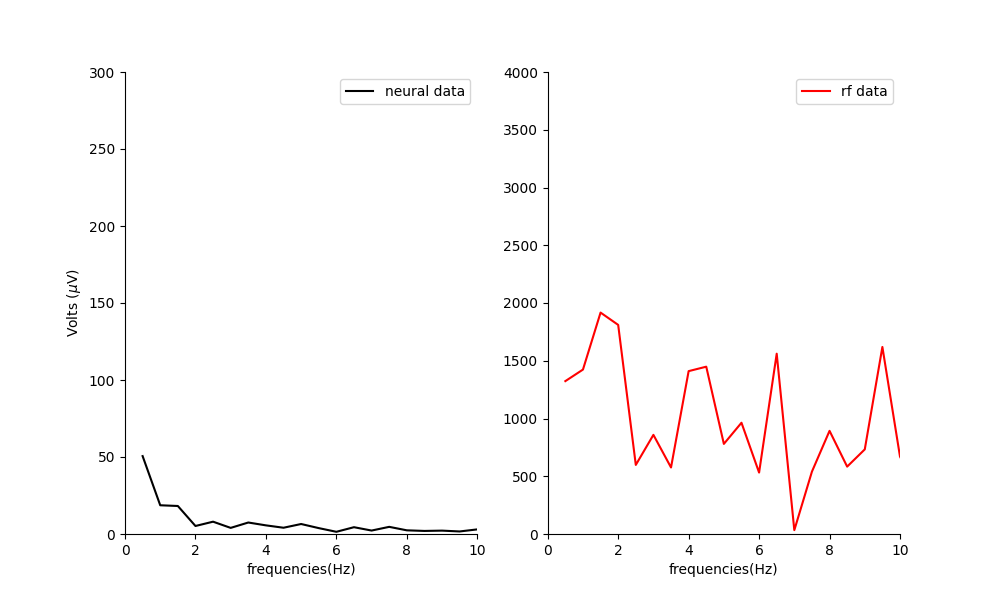 neural data
300
250
200
150
100
50
0
Volts (μV)
0 2 4 6 8 10
frequencies(Hz)
rf data
4000
3500
3000
2500
2000
1500
1000
500
0
0 2 4 6 8 10
frequencies(Hz)